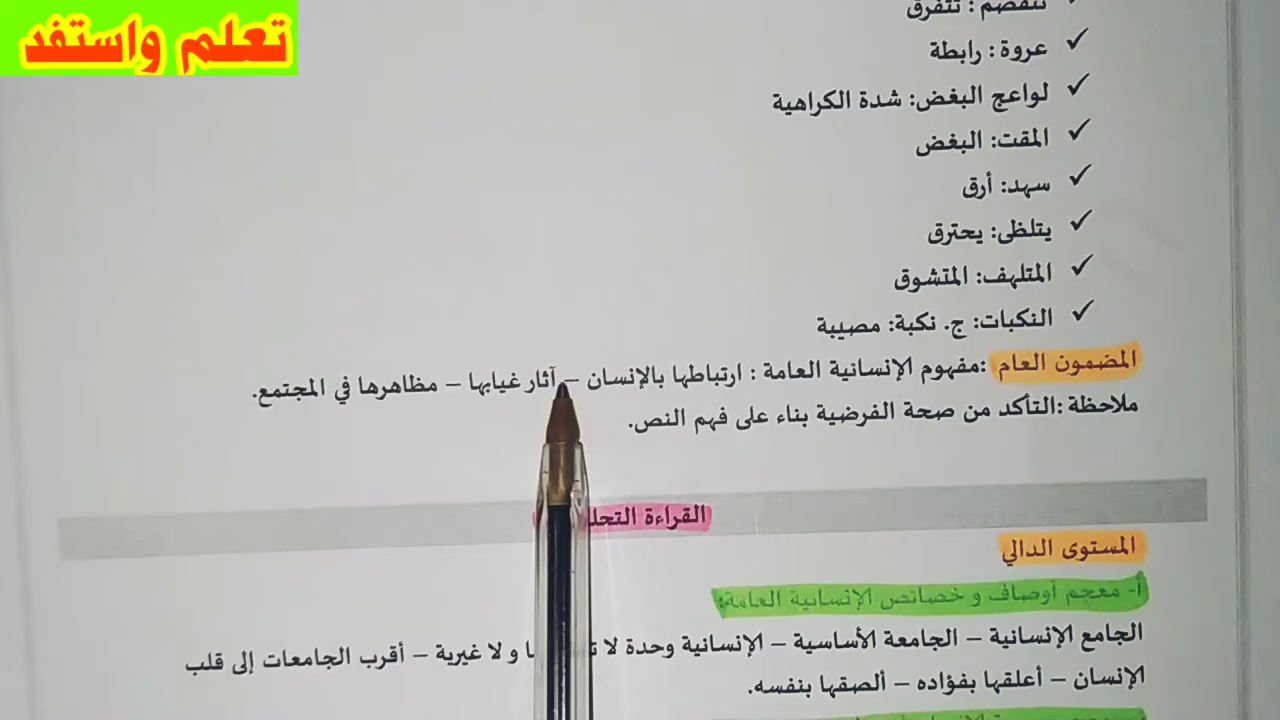 تعلم واستفد
تنفصم : تتفرق
✓ عروة : رابطة
✓ لواعج البغض: شدة الكراهية
✓ المقت: البغض
✓ سهد: أرق
✓ يتلظى: يحترق
✓ المتلهف: المتشوق
✓ النكبات: ج. نكبة: مصيبة
المضمون العام :مفهوم الإنسانية العامة : ارتباطها بالإنسان – آثار غيابها – مظاهرها في المجتمع.
ملاحظة :التأكد من صحة الفرضية بناء على فهم النص.
القراءة
المستوى الدالي
أ- معجم أوصاف و خصائص الإنسانية العامة:
الجامع الإنسانية – الجامعة الأساسية – الإنسانية وحدة لا و لا غيرية – أقرب الجامعات إلى قلب
الإنسان – أعلقها بفؤاده – ألصقها بنفسه.